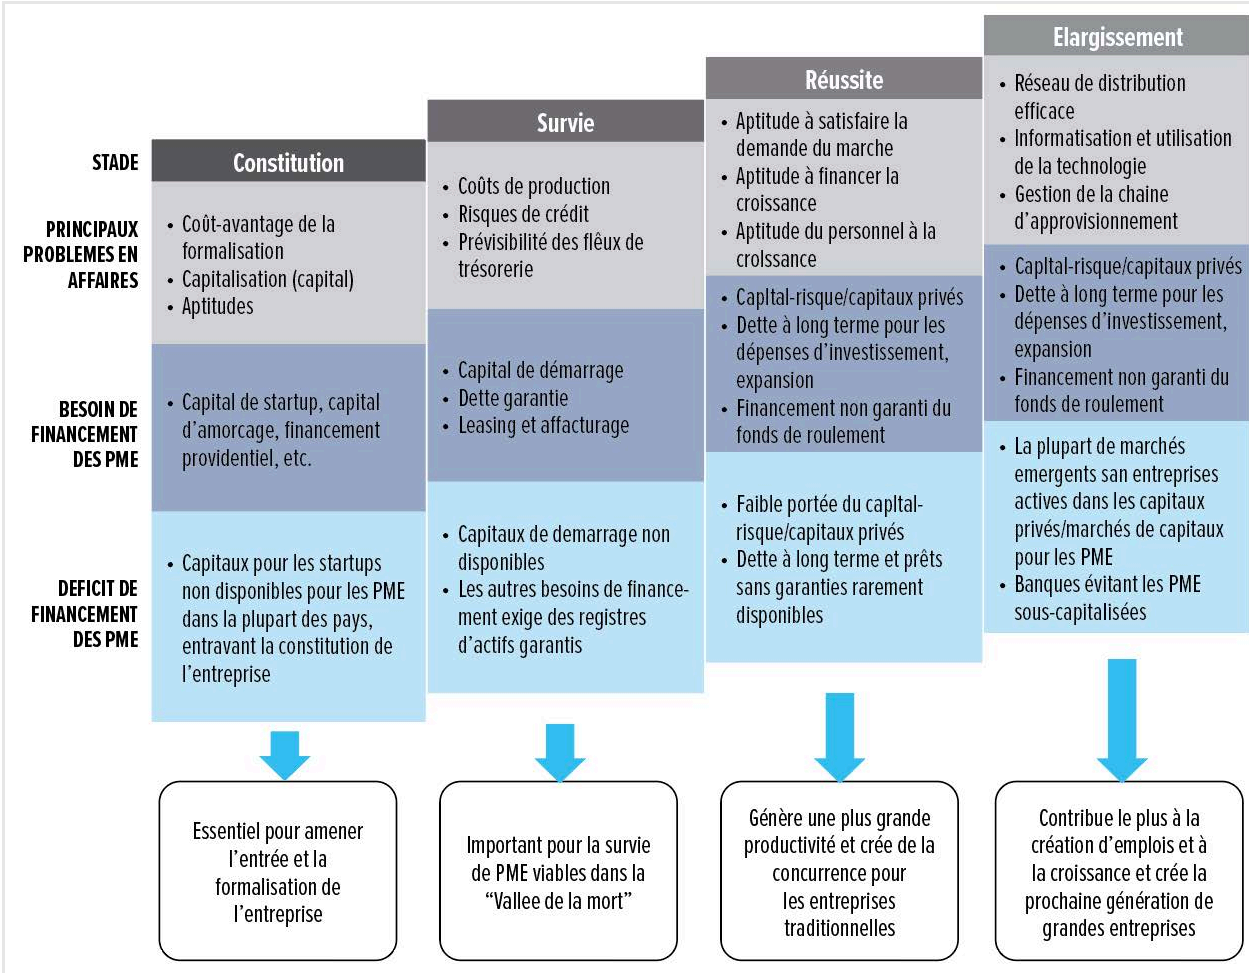 STADE
PRINCIPAUX
PROBLEMES EN
AFFAIRES
BESOIN DE
FINANCEMENT
DES PME
DEFICIT DE
FINANCEMENT
DES PME
Constitution
• Coût-avantage de la
formalisation
• Capitalisation (capital)
• Aptitudes
• Capital de startup, capital
d’amorcage, financement
providentiel, etc.
• Capitaux pour les startups
non disponibles pour les PME
dans la plupart des pays,
entravant la constitution de
l’entreprise
Essentiel pour amener
l’entrée et la
formalisation de
l’entreprise
Survie
• Coûts de production
• Risques de crédit
• Prévisibilité des flêux de
trésorerie
• Capital de démarrage
• Dette garantie
• Leasing et affacturage
• Capitaux de demarrage non
disponibles
• Les autres besoins de finance-
ment exige des registres
d’actifs garantis
Important pour la survie
de PME viables dans la
“Vallee de la mort”
Réussite
• Aptitude à satisfaire la
demande du marche
• Aptitude à financer la
croissance
• Aptitude du personnel à la
crolssance
• Capltal-risque/capitaux privés
• Dette à long terme pour les
dépenses d’investissement,
expansion
• Financement non garanti du
fonds de roulement
• Faible portée du capltal-
risque/capitaux privés
• Dette à long terme et prêts
sans garanties rarement
disponibles
Génère une plus grande
productivité et crée de la
concurrence pour
les entreprises
traditionnelles
Elargissement
• Réseau de distribution
efficace
• Informatisation et utilisation
de la technologie
• Gestion de la chaine
d’approvisionnement
• Capltal-risque/capitaux privés
• Dette à long terme pour les
dépenses d’investissement,
expansion
• Financement non garanti du
fonds de roulement
• La plupart de marchés
emergents san entreprises
actives dans les capitaux
privés/marchés de capitaux
pour les PME
• Banques évitant les PME
sous-capitalisées
Contribue le plus à la
création d’emplois et à
la croissance et crée la
prochaine génération de
grandes entreprises